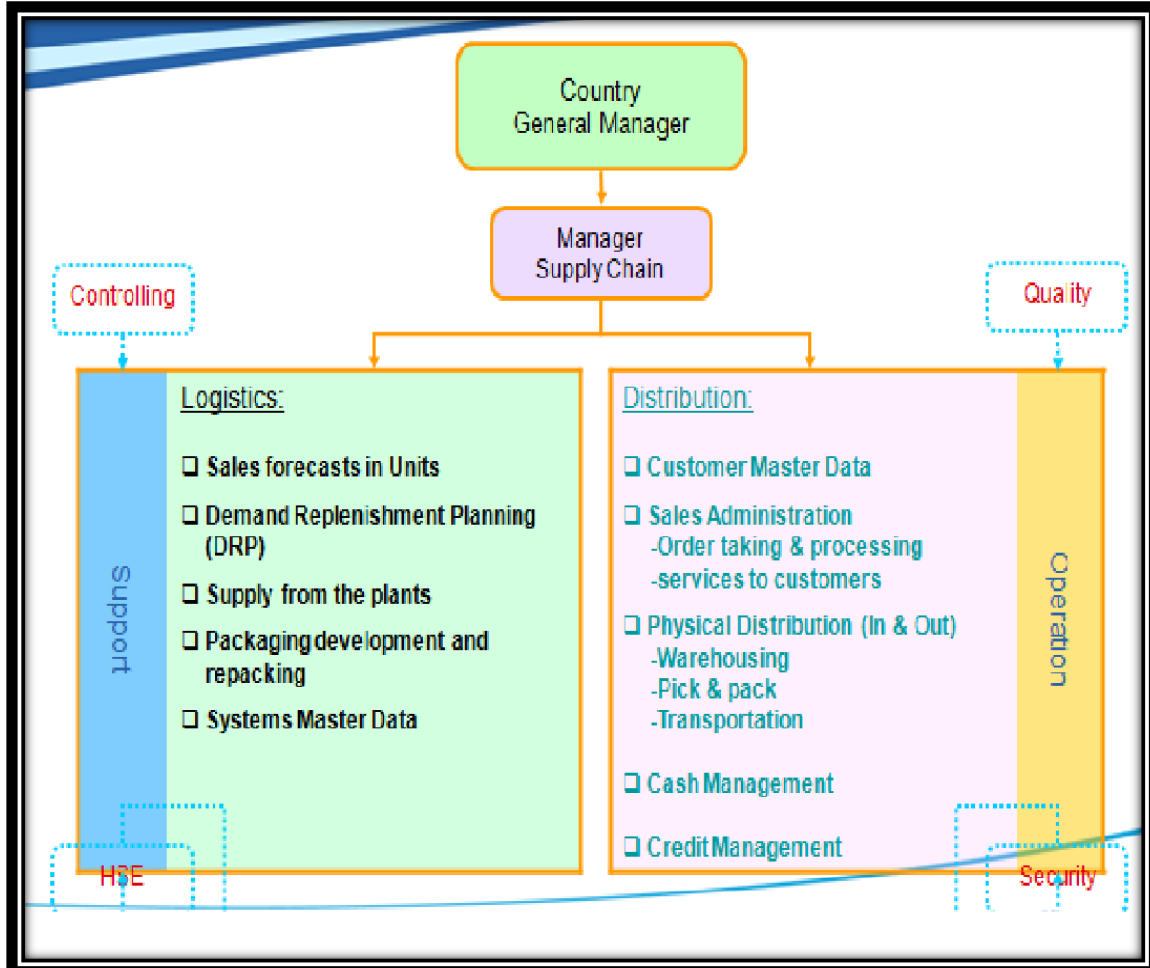 Country
General Manager
Manager
Supply Chain
Controlling
Quality
Support
Logistics:
❑ Sales forecasts in Units
❑ Demand Replenishment Planning
(DRP)
❑ Supply from the plants
❑ Packaging development and
repacking
❑ Systems Master Data
Distribution:
❑ Customer Master Data
❑ Sales Administration
-Order taking & processing
-services to customers
❑ Physical Distribution (In & Out)
-Warehousing
-Pick & pack
-Transportation
❑ Cash Management
❑ Credit Management
Operation
HSE
Security